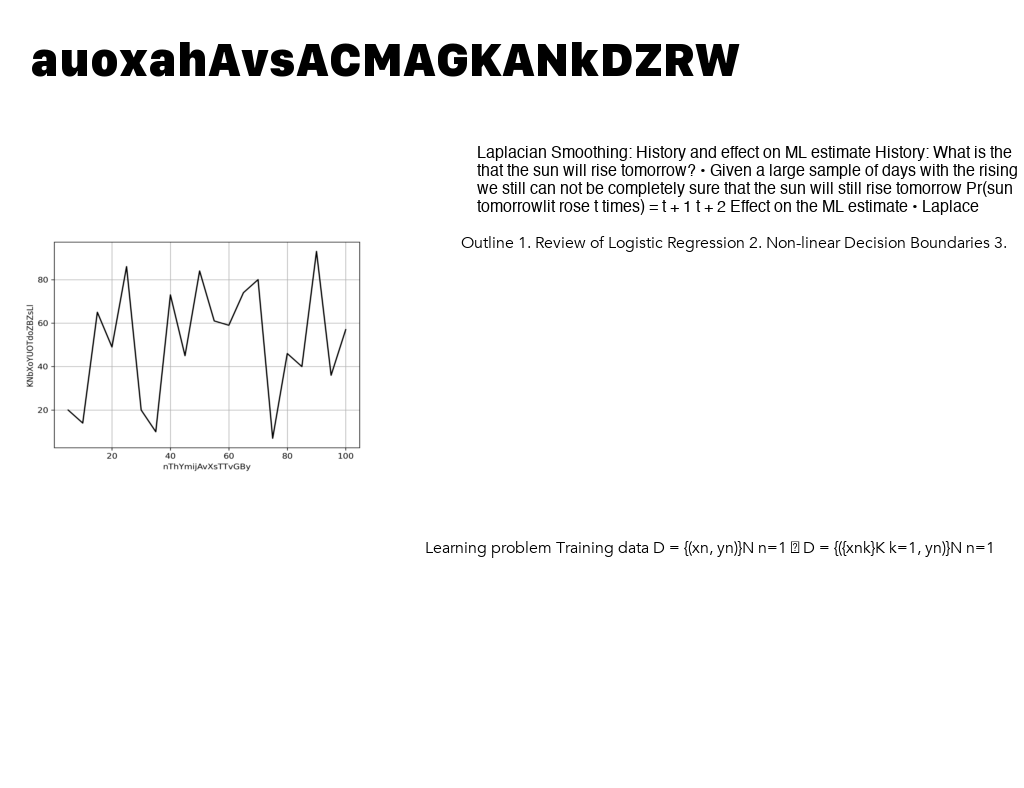 auoxahAvsACMAGKANkDZRW
Laplacian Smoothing: History and effect on ML estimate History: What is the
that the sun will rise tomorrow? • Given a large sample of days with the rising
we still can not be completely sure that the sun will still rise tomorrow Pr(sun
tomorrowlit rose t times) = t + 1 t + 2 Effect on the ML estimate • Laplace
Outline 1. Review of Logistic Regression 2. Non-linear Decision Boundaries 3.
80
60
40
20
KNbXoYUOTdoZBZsLl
20 40 60 80 100
nThYmijAvXsTTvGBy
Learning problem Training data D = {(xn, yn)}N n=1 D = {({xnk}K k=1, yn)}N n=1